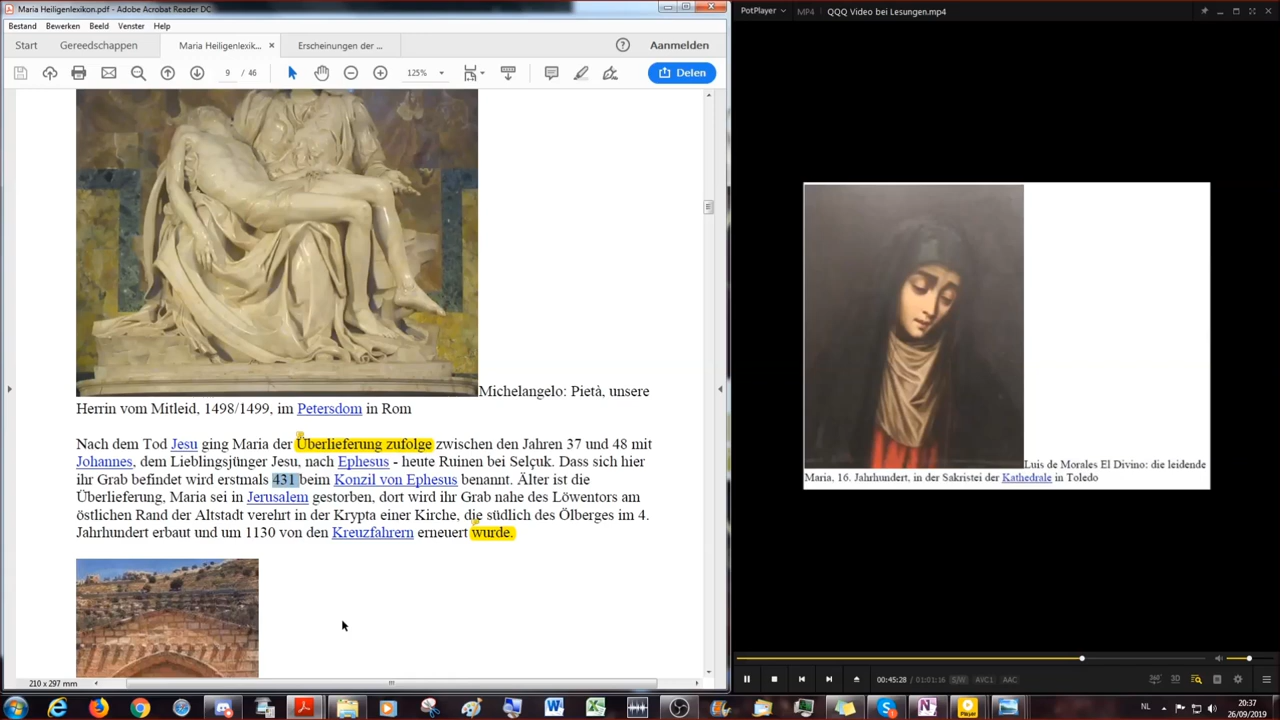 Maria Heiligenlexikon.pdf - Adobe Acrobat Reader DC
Bestand Bewerken Beeld Venster Help
Start Gereedschappen Maria Heiligenlexik... × Erscheinungen der ... ? Aanmelden
9 / 46 125% Delen
Michelangelo: Pietà, unsere
Herrin vom Mitleid, 1498/1499, im Petersdom in Rom
Nach dem Tod Jesu ging Maria der Überlieferung zufolge zwischen den Jahren 37 und 48 mit
Johannes, dem Lieblingsjünger Jesu, nach Ephesus - heute Ruinen bei Selçuk. Dass sich hier
ihr Grab befindet wird erstmals 431 beim Konzil von Ephesus benannt. Älter ist die
Überlieferung, Maria sei in Jerusalem gestorben, dort wird ihr Grab nahe des Löwentors am
östlichen Rand der Altstadt verehrt in der Krypta einer Kirche, die südlich des Ölberges im 4.
Jahrhundert erbaut und um 1130 von den Kreuzfahrern erneuert wurde.
210 x 297 mm
PotPlayer MP4 QQQ Video bei Lesungen.mp4
Luis de Morales El Divino: die leidende
Maria, 16. Jahrhundert, in der Sakristei der Kathedrale in Toledo
00:45:28 / 01:01:16 S/W AVC1 AAC 360° 3D
NL 20:37
26/09/2019